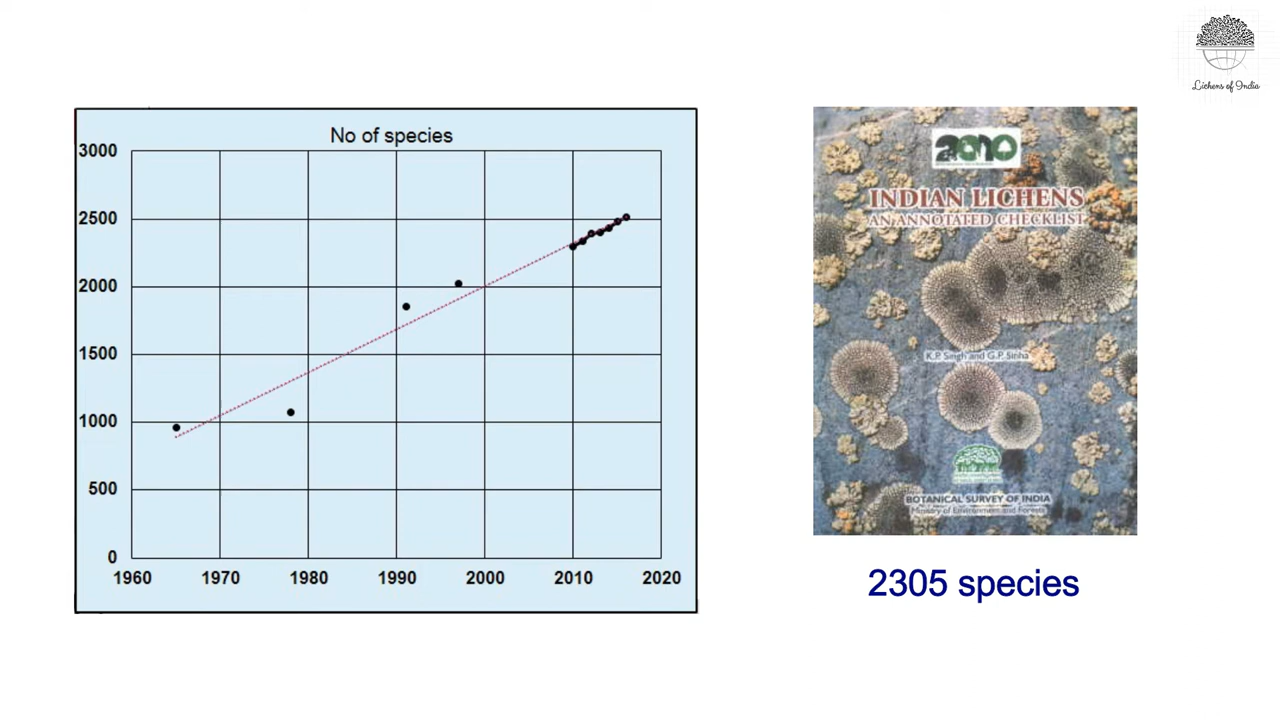 Lichens of India
No of species
3000
2500
2000
1500
1000
500
0
1960 1970 1980 1990 2000 2010 2020
2010
INDIAN LICHENS
AN ANNOTATED CHECKLIST
K.P. Singh and G.P. Sinha
BOTANICAL SURVEY OF INDIA
Ministry of Environment and Forests
2305 species